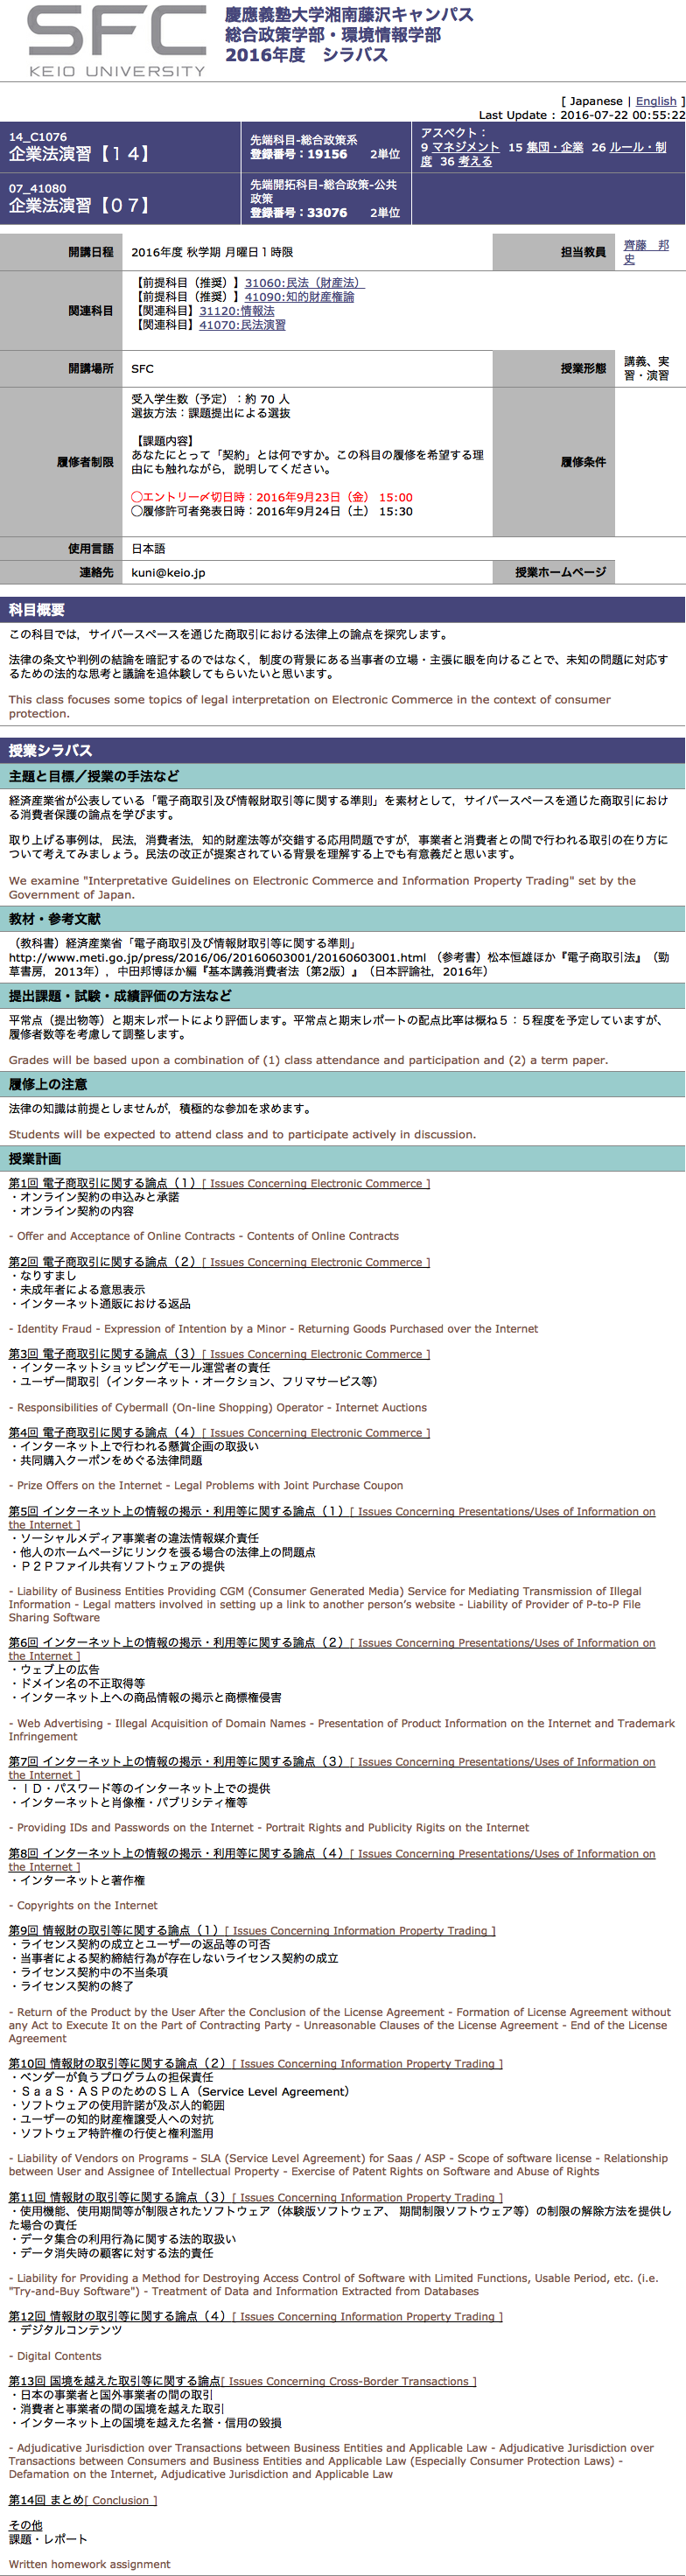 SFC
KEIO UNIVERSITY
慶應義塾大学湘南藤沢キャンパス
総合政策学部・環境情報学部
2016年度　シラバス
[ Japanese | English ]
Last Update : 2016-07-22 00:55:22
14_C1076
企業法演習【１４】
先端科目-総合政策系
登録番号：19156　2単位
アスペクト：
9 マネジメント 15 集団・企業 26 ルール・制
度 36 考える
07_41080
企業法演習【０７】
先端開拓科目-総合政策-公共
政策
登録番号：33076　2単位
開講日程
2016年度 秋学期 月曜日１時限
担当教員
齊藤　邦
史
関連科目
【前提科目（推奨）】31060:民法（財産法）
【前提科目（推奨）】41090:知的財産権論
【関連科目】31120:情報法
【関連科目】41070:民法演習
開講場所
SFC
授業形態
講義、実
習・演習
履修者制限
受入学生数（予定）：約 70 人
選抜方法：課題提出による選抜
【課題内容】
あなたにとって「契約」とは何ですか。この科目の履修を希望する理
由にも触れながら，説明してください。
◯エントリー〆切日時：2016年9月23日（金） 15:00
◯履修許可者発表日時：2016年9月24日（土） 15:30
履修条件
使用言語
日本語
連絡先
kuni@keio.jp
授業ホームページ
科目概要
この科目では，サイバースペースを通じた商取引における法律上の論点を探究します。
法律の条文や判例の結論を暗記するのではなく，制度の背景にある当事者の立場・主張に眼を向けることで、未知の問題に対応す
るための法的な思考と議論を追体験してもらいたいと思います。
This class focuses some topics of legal interpretation on Electronic Commerce in the context of consumer
protection.
授業シラバス
主題と目標／授業の手法など
経済産業省が公表している「電子商取引及び情報財取引等に関する準則」を素材として，サイバースペースを通じた商取引におけ
る消費者保護の論点を学びます。
取り上げる事例は，民法，消費者法，知的財産法等が交錯する応用問題ですが，事業者と消費者との間で行われる取引の在り方に
ついて考えてみましょう。民法の改正が提案されている背景を理解する上でも有意義だと思います。
We examine "Interpretative Guidelines on Electronic Commerce and Information Property Trading" set by the
Government of Japan.
教材・参考文献
（教科書）経済産業省「電子商取引及び情報財取引等に関する準則」
http://www.meti.go.jp/press/2016/06/20160603001/20160603001.html （参考書）松本恒雄ほか『電子商取引法』（勁
草書房，2013年），中田邦博ほか編『基本講義消費者法〔第2版〕』（日本評論社，2016年）
提出課題・試験・成績評価の方法など
平常点（提出物等）と期末レポートにより評価します。平常点と期末レポートの配点比率は概ね５：５程度を予定していますが、
履修者数等を考慮して調整します。
Grades will be based upon a combination of (1) class attendance and participation and (2) a term paper.
履修上の注意
法律の知識は前提としませんが，積極的な参加を求めます。
Students will be expected to attend class and to participate actively in discussion.
授業計画
第1回 電子商取引に関する論点（１）[ Issues Concerning Electronic Commerce ]
・オンライン契約の申込みと承諾
・オンライン契約の内容
- Offer and Acceptance of Online Contracts - Contents of Online Contracts
第2回 電子商取引に関する論点（２）[ Issues Concerning Electronic Commerce ]
・なりすまし
・未成年者による意思表示
・インターネット通販における返品
- Identity Fraud - Expression of Intention by a Minor - Returning Goods Purchased over the Internet
第3回 電子商取引に関する論点（３）[ Issues Concerning Electronic Commerce ]
・インターネットショッピングモール運営者の責任
・ユーザー間取引（インターネット・オークション、フリマサービス等）
- Responsibilities of Cybermall (On-line Shopping) Operator - Internet Auctions
第4回 電子商取引に関する論点（４）[ Issues Concerning Electronic Commerce ]
・インターネット上で行われる懸賞企画の取扱い
・共同購入クーポンをめぐる法律問題
- Prize Offers on the Internet - Legal Problems with Joint Purchase Coupon
第5回 インターネット上の情報の掲示・利用等に関する論点（１）[ Issues Concerning Presentations/Uses of Information on
the Internet ]
・ソーシャルメディア事業者の違法情報媒介責任
・他人のホームページにリンクを張る場合の法律上の問題点
・Ｐ２Ｐファイル共有ソフトウェアの提供
- Liability of Business Entities Providing CGM (Consumer Generated Media) Service for Mediating Transmission of Illegal
Information - Legal matters involved in setting up a link to another person’s website - Liability of Provider of P-to-P File
Sharing Software
第6回 インターネット上の情報の掲示・利用等に関する論点（２）[ Issues Concerning Presentations/Uses of Information on
the Internet ]
・ウェブ上の広告
・ドメイン名の不正取得等
・インターネット上への商品情報の掲示と商標権侵害
- Web Advertising - Illegal Acquisition of Domain Names - Presentation of Product Information on the Internet and Trademark
Infringement
第7回 インターネット上の情報の掲示・利用等に関する論点（３）[ Issues Concerning Presentations/Uses of Information on
the Internet ]
・ＩＤ・パスワード等のインターネット上での提供
・インターネットと肖像権・パブリシティ権等
- Providing IDs and Passwords on the Internet - Portrait Rights and Publicity Rigits on the Internet
第8回 インターネット上の情報の掲示・利用等に関する論点（４）[ Issues Concerning Presentations/Uses of Information on
the Internet ]
・インターネットと著作権
- Copyrights on the Internet
第9回 情報財の取引等に関する論点（１）[ Issues Concerning Information Property Trading ]
・ライセンス契約の成立とユーザーの返品等の可否
・当事者による契約締結行為が存在しないライセンス契約の成立
・ライセンス契約中の不当条項
・ライセンス契約の終了
- Return of the Product by the User After the Conclusion of the License Agreement - Formation of License Agreement without
any Act to Execute It on the Part of Contracting Party - Unreasonable Clauses of the License Agreement - End of the License
Agreement
第10回 情報財の取引等に関する論点（２）[ Issues Concerning Information Property Trading ]
・ベンダーが負うプログラムの担保責任
・ＳａａＳ・ＡＳＰのためのＳＬＡ（Service Level Agreement）
・ソフトウェアの使用許諾が及ぶ人的範囲
・ユーザーの知的財産権譲受人への対抗
・ソフトウェア特許権の行使と権利濫用
- Liability of Vendors on Programs - SLA (Service Level Agreement) for Saas / ASP - Scope of software license - Relationship
between User and Assignee of Intellectual Property - Exercise of Patent Rights on Software and Abuse of Rights
第11回 情報財の取引等に関する論点（３）[ Issues Concerning Information Property Trading ]
・使用機能、使用期間等が制限されたソフトウェア（体験版ソフトウェア、 期間制限ソフトウェア等）の制限の解除方法を提供し
た場合の責任
・データ集合の利用行為に関する法的取扱い
・データ消失時の顧客に対する法的責任
- Liability for Providing a Method for Destroying Access Control of Software with Limited Functions, Usable Period, etc. (i.e.
"Try-and-Buy Software") - Treatment of Data and Information Extracted from Databases
第12回 情報財の取引等に関する論点（４）[ Issues Concerning Information Property Trading ]
・デジタルコンテンツ
- Digital Contents
第13回 国境を越えた取引等に関する論点[ Issues Concerning Cross-Border Transactions ]
・日本の事業者と国外事業者の間の取引
・消費者と事業者の間の国境を越えた取引
・インターネット上の国境を越えた名誉・信用の毀損
- Adjudicative Jurisdiction over Transactions between Business Entities and Applicable Law - Adjudicative Jurisdiction over
Transactions between Consumers and Business Entities and Applicable Law (Especially Consumer Protection Laws) -
Defamation on the Internet, Adjudicative Jurisdiction and Applicable Law
第14回 まとめ[ Conclusion ]
その他
課題・レポート
Written homework assignment